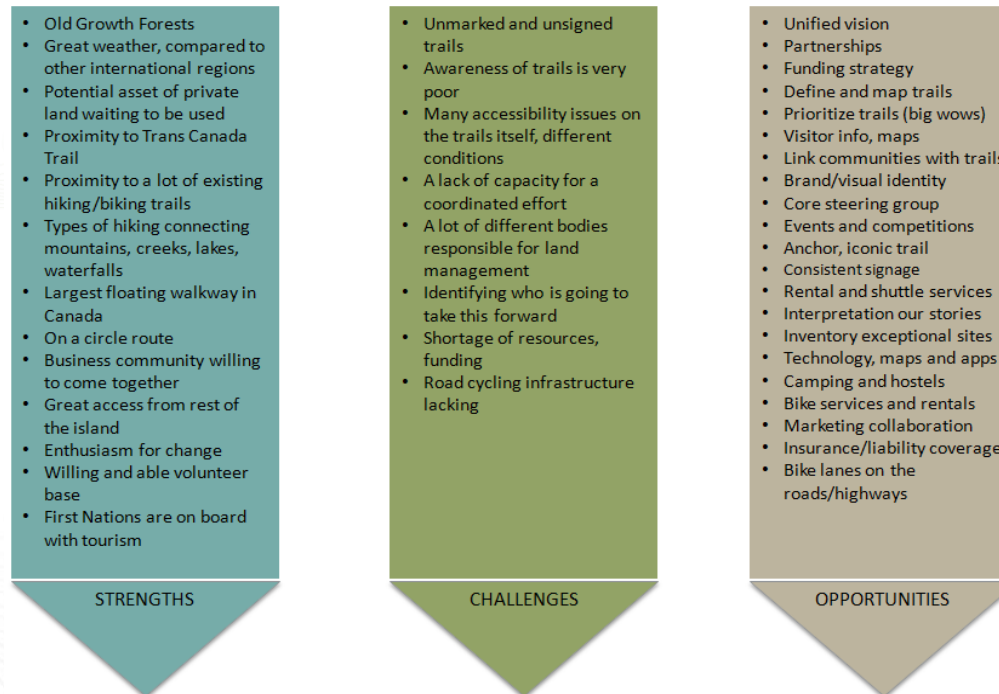 • Old Growth Forests
• Great weather, compared to
other international regions
• Potential asset of private
land waiting to be used
• Proximity to Trans Canada
Trail
• Proximity to a lot of existing
hiking/biking trails
• Types of hiking connecting
mountains, creeks, lakes,
waterfalls
• Largest floating walkway in
Canada
• On a circle route
• Business community willing
to come together
• Great access from rest of
the island
• Enthusiasm for change
• Willing and able volunteer
base
• First Nations are on board
with tourism
STRENGTHS
• Unmarked and unsigned
trails
• Awareness of trails is very
poor
• Many accessibility issues on
the trails itself, different
conditions
• A lack of capacity for a
coordinated effort
• A lot of different bodies
responsible for land
management
• Identifying who is going to
take this forward
• Shortage of resources,
funding
• Road cycling infrastructure
lacking
CHALLENGES
• Unified vision
• Partnerships
• Funding strategy
• Define and map trails
• Prioritize trails (big wows)
• Visitor info, maps
• Link communities with trails
• Brand/visual identity
• Core steering group
• Events and competitions
• Anchor, iconic trail
• Consistent signage
• Rental and shuttle services
• Interpretation our stories
• Inventory exceptional sites
• Technology, maps and apps
• Camping and hostels
• Bike services and rentals
• Marketing collaboration
• Insurance/liability coverage
• Bike lanes on the
roads/highways
OPPORTUNITIES